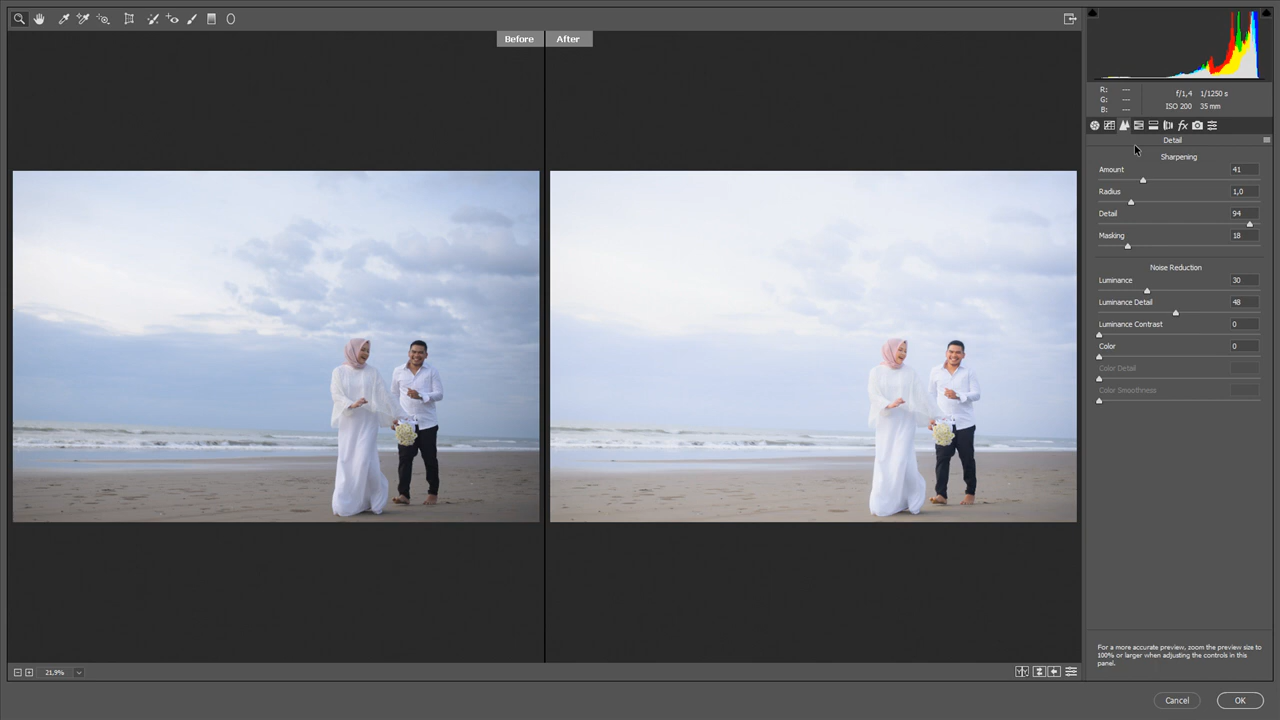 Before
After
R: ---
G: ---
B: ---
f/1,4 1/1250 s
ISO 200 35 mm
fx
Detail
Sharpening
Amount 41
Radius 1,0
Detail 94
Masking 18
Noise Reduction
Luminance 30
Luminance Detail 48
Luminance Contrast 0
Color 0
Color Detail
Color Smoothness
For a more accurate preview, zoom the preview size to
100% or larger when adjusting the controls in this
panel.
21,9%
Cancel
OK